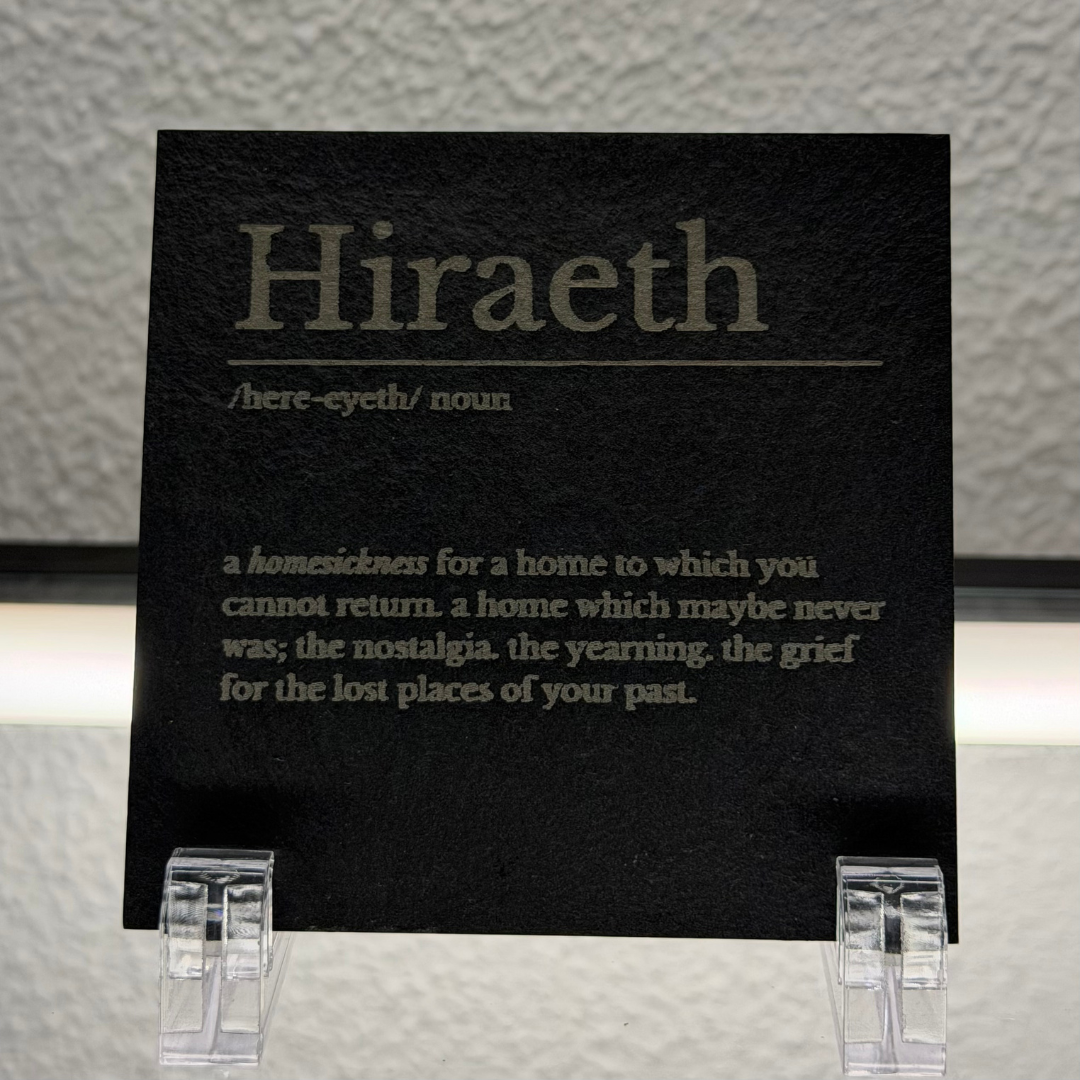 Hiraeth
/here-eyeth/ noun
a homesickness for a home to which you
cannot return. a home which maybe never
was; the nostalgia. the yearning. the grief
for the lost places of your past.